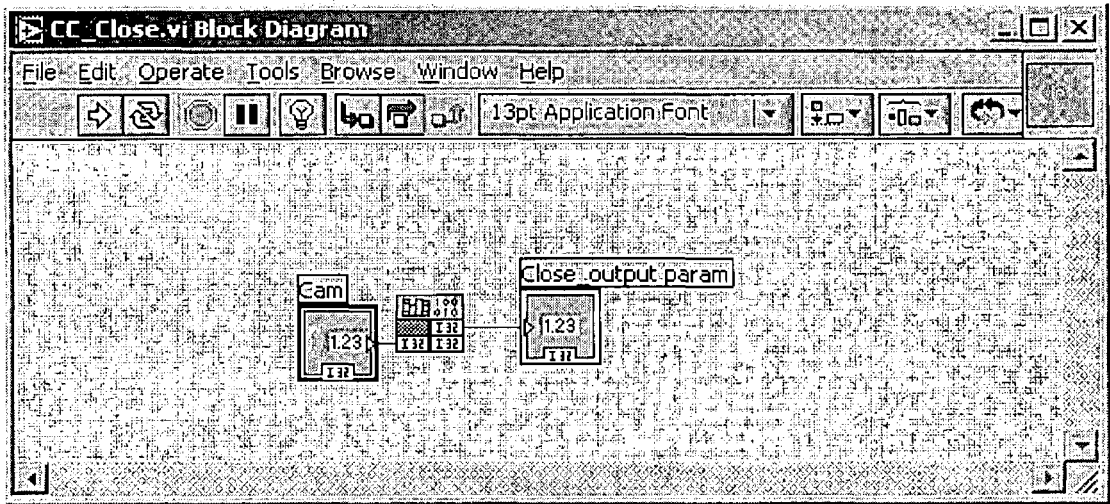 CC_Close.vi Block Diagram
File Edit Operate Tools Browse Window Help
13pt Application Font
Cam
Close_output param
1.23
I32
I32
I32 I32
1.23
I32